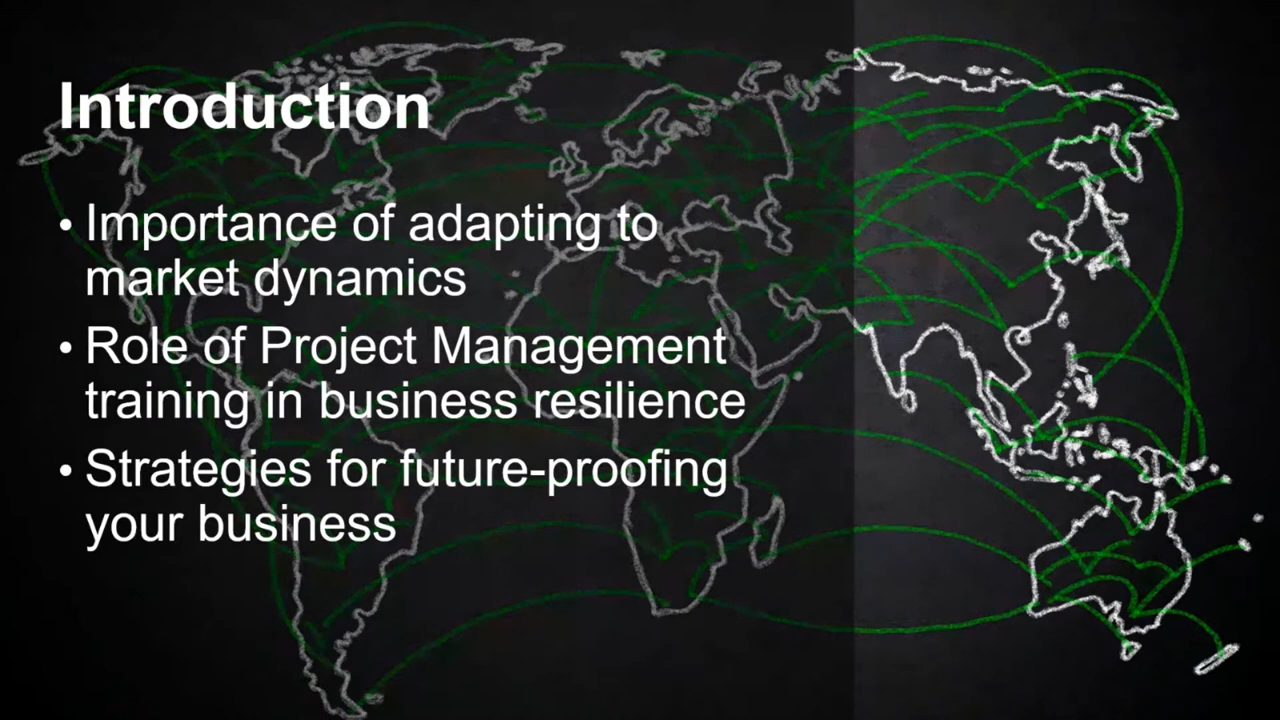 Introduction
• Importance of adapting to
market dynamics
• Role of Project Management
training in business resilience
• Strategies for future-proofing
your business